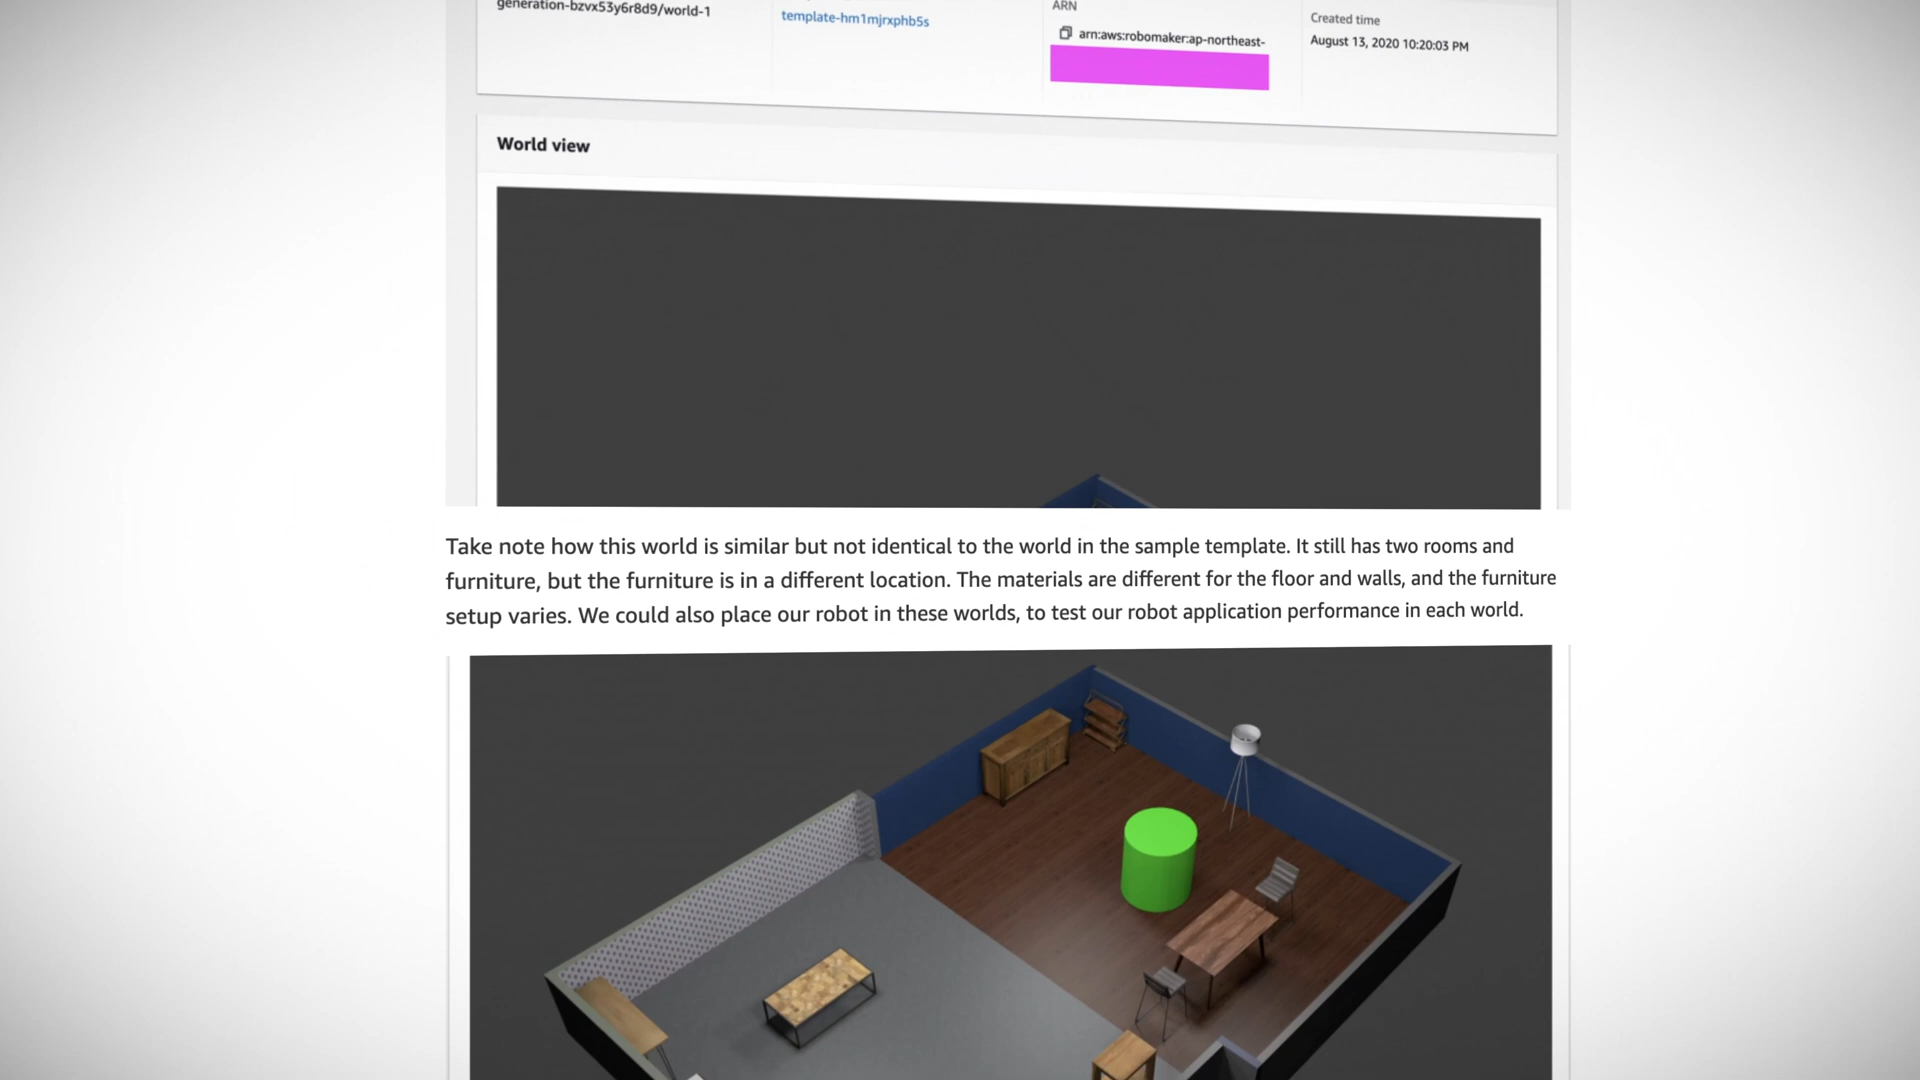 generation-bzvx53y6r8d9/world-1
template-hm1mjrxphb5s
ARN
arn:aws:robomaker:ap-northeast-
Created time
August 13, 2020 10:20:03 PM
World view
Take note how this world is similar but not identical to the world in the sample template. It still has two rooms and
furniture, but the furniture is in a different location. The materials are different for the floor and walls, and the furniture
setup varies. We could also place our robot in these worlds, to test our robot application performance in each world.